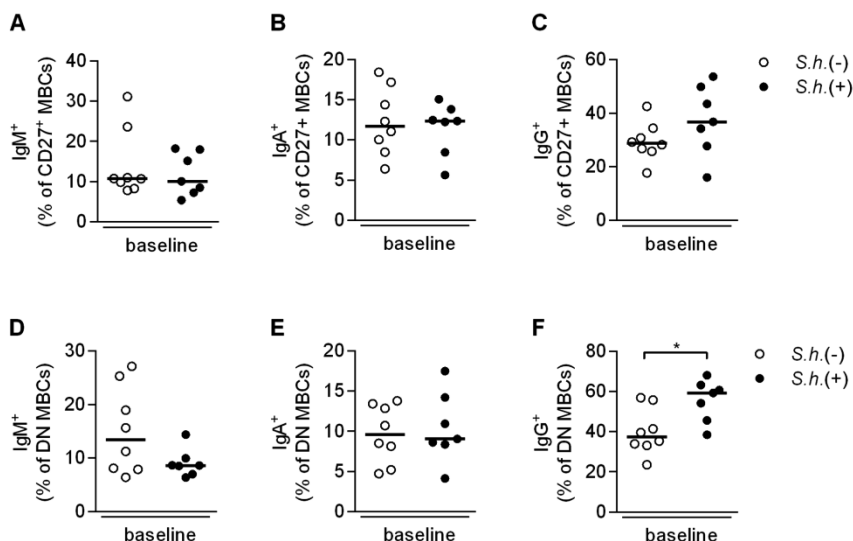 A
IgM+
(% of CD27+ MBCs)
40
30
20
10
0
baseline
B
IgA+
(% of CD27+ MBCs)
20
15
10
5
0
baseline
C
IgG+
(% of CD27+ MBCs)
60
40
20
0
baseline
S.h.(-)
S.h.(+)
D
IgM+
(% of DN MBCs)
30
20
10
0
baseline
E
IgA+
(% of DN MBCs)
20
15
10
5
0
baseline
F
IgG+
(% of DN MBCs)
80
60
40
20
0
*
baseline
S.h.(-)
S.h.(+)